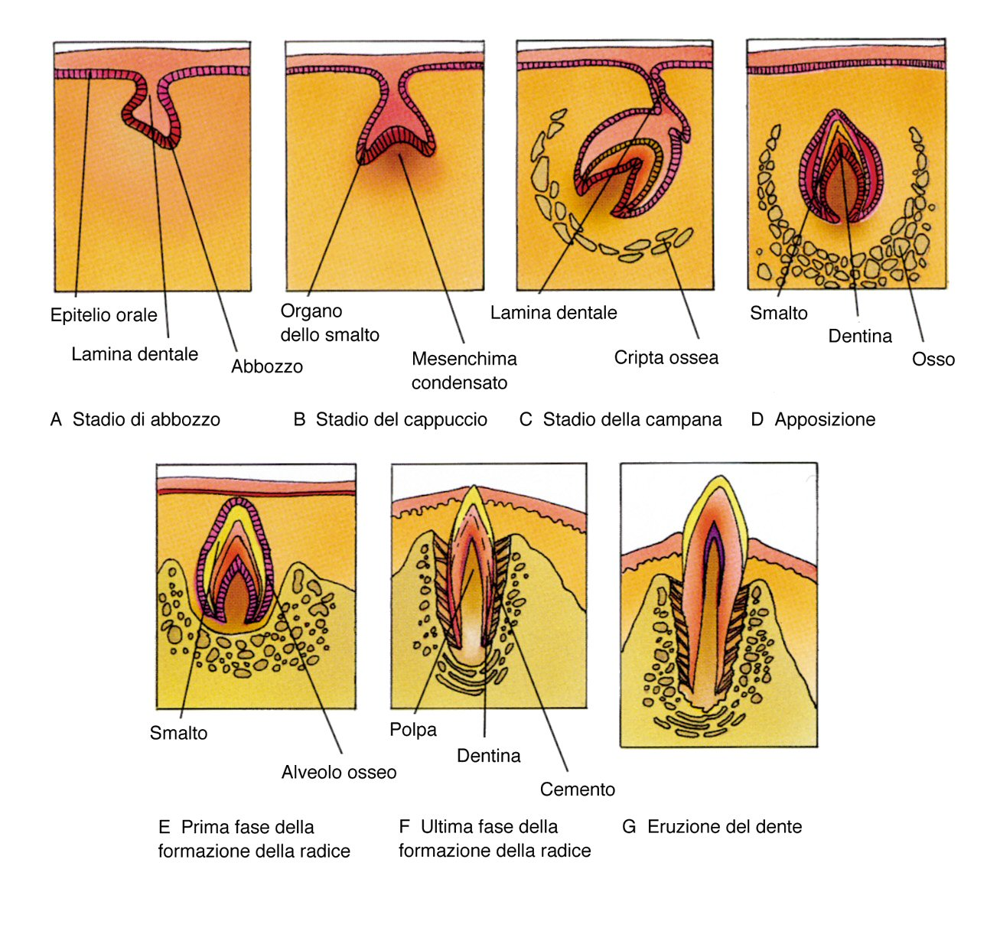 Epitelio orale
Lamina dentale
Abbozzo
Organo
dello smalto
Mesenchima
condensato
Lamina dentale
Cripta ossea
Smalto
Dentina
Osso
A Stadio di abbozzo
B Stadio del cappuccio
C Stadio della campana
D Apposizione
Smalto
Alveolo osseo
Polpa
Dentina
Cemento
E Prima fase della
formazione della radice
F Ultima fase della
formazione della radice
G Eruzione del dente